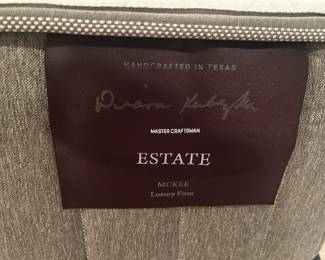 HANDCRAFTED IN TEXAS
MASTER CRAFTSMAN
ESTATE
MCKEE
Luxury Firm